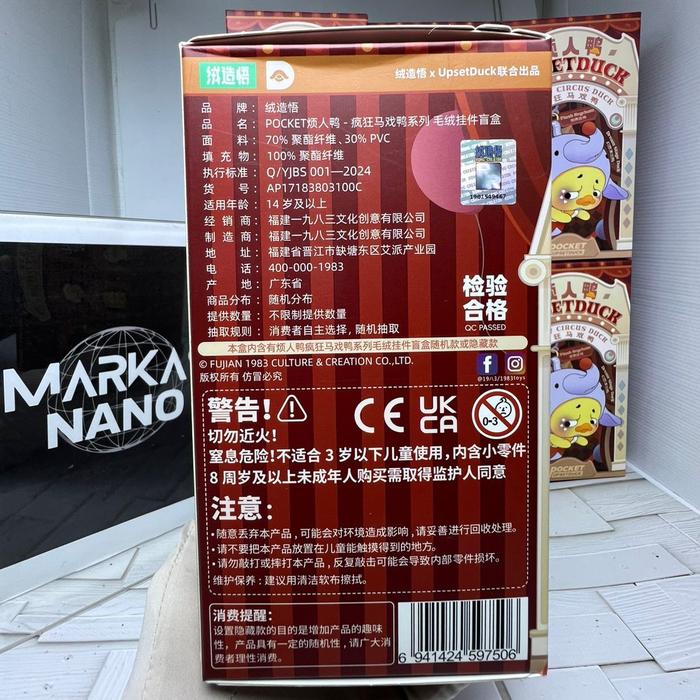 绒造悟
绒造悟 x UpsetDuck联合出品
品牌：绒造悟
品名：POCKET烦人鸭 - 疯狂马戏鸭系列 毛绒挂件盲盒
面料：70% 聚酯纤维、30% PVC
填充物：100% 聚酯纤维
执行标准：Q/YJBS 001—2024
货号：AP17183803100C
适用年龄：14 岁及以上
经销商：福建一九八三文化创意有限公司
制造商：福建一九八三文化创意有限公司
地址：福建省晋江市缺塘东区艾派产业园
电话：400-000-1983
产地：广东省
商品分布：随机分布
提供数量：不限制提供数量
抽取规则：消费者自主选择，随机抽取
1901549467
检验
合格
QC PASSED
本盒内含有烦人鸭疯狂马戏鸭系列毛绒挂件盲盒随机款或隐藏款
© FUJIAN 1983 CULTURE & CREATION CO.,LTD.
版权所有 仿冒必究
警告！
CE UK CA
0-3
切勿近火！
窒息危险！不适合 3 岁以下儿童使用，内含小零件
8 周岁及以上未成年人购买需取得监护人同意
注意：
·随意丢弃本产品，可能会对环境造成影响，请妥善进行回收处理。
·请不要把本产品放置在儿童能触摸得到的地方。
·请勿敲打或摔打本产品，反复敲击可能会导致内部零件损坏。
维护保养：建议用清洁软布擦拭。
消费提醒：
设置隐藏款的目的是增加产品的趣味
性，产品具有一定的随机性，请广大消
费者理性消费。
6 941424 597506
MARKA
NANO
烦人鸭
UPSETDUCK
CIRCUS DUCK
狂马戏鸭
POCKET
UPSETDUCK
人鸭
SETDUCK
CIRCUS DUCK
狂马戏鸭
POCKET